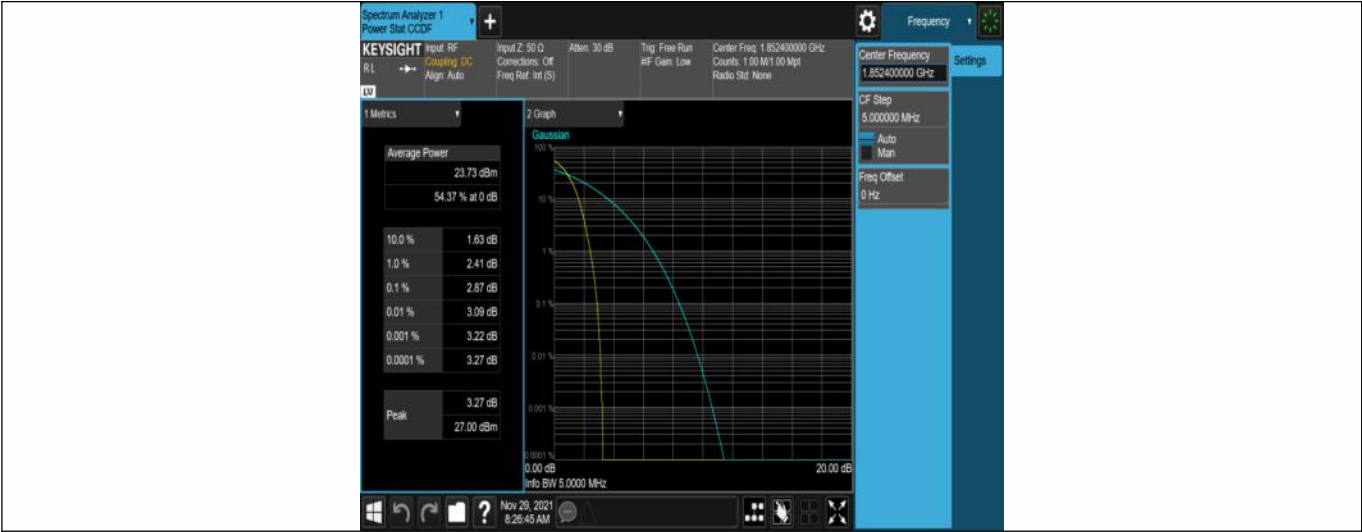 Spectrum Analyzer 1
Power Stat CCDF
+
Frequency
KEYSIGHT
RL
Input: RF
Coupling: DC
Align: Auto
Input Z: 50 Ω
Corrections: Off
Freq Ref: Int (S)
Atten: 30 dB
Trig: Free Run
#IF Gain: Low
Center Freq: 1.852400000 GHz
Counts: 1.00 M/1.00 Mpt
Radio Std: None
Center Frequency
1.852400000 GHz
Settings
CF Step
5.000000 MHz
Auto
Man
Freq Offset
0 Hz
1 Metrics
Average Power
23.73 dBm
54.37 % at 0 dB
10.0 % 1.63 dB
1.0 % 2.41 dB
0.1 % 2.87 dB
0.01 % 3.09 dB
0.001 % 3.22 dB
0.0001 % 3.27 dB
Peak
3.27 dB
27.00 dBm
2 Graph
Gaussian
100 %
10 %
1 %
0.1 %
0.01 %
0.001 %
0.0001 %
0.00 dB
20.00 dB
Info BW 5.0000 MHz
?
Nov 29, 2021
8:26:45 AM